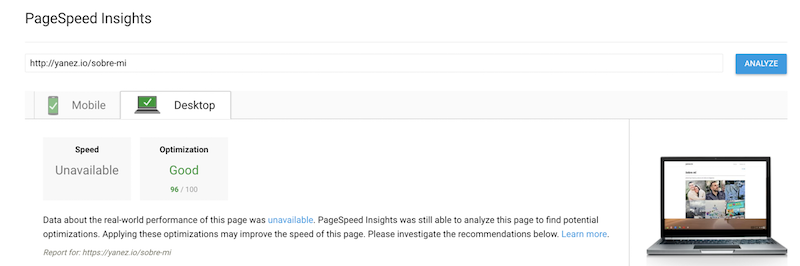 PageSpeed Insights
http://yanez.io/sobre-mi
ANALYZE
Mobile
Desktop
Speed
Unavailable
Optimization
Good
96 / 100
Data about the real-world performance of this page was unavailable. PageSpeed Insights was still able to analyze this page to find potential
optimizations. Applying these optimizations may improve the speed of this page. Please investigate the recommendations below. Learn more.
Report for: https://yanez.io/sobre-mi